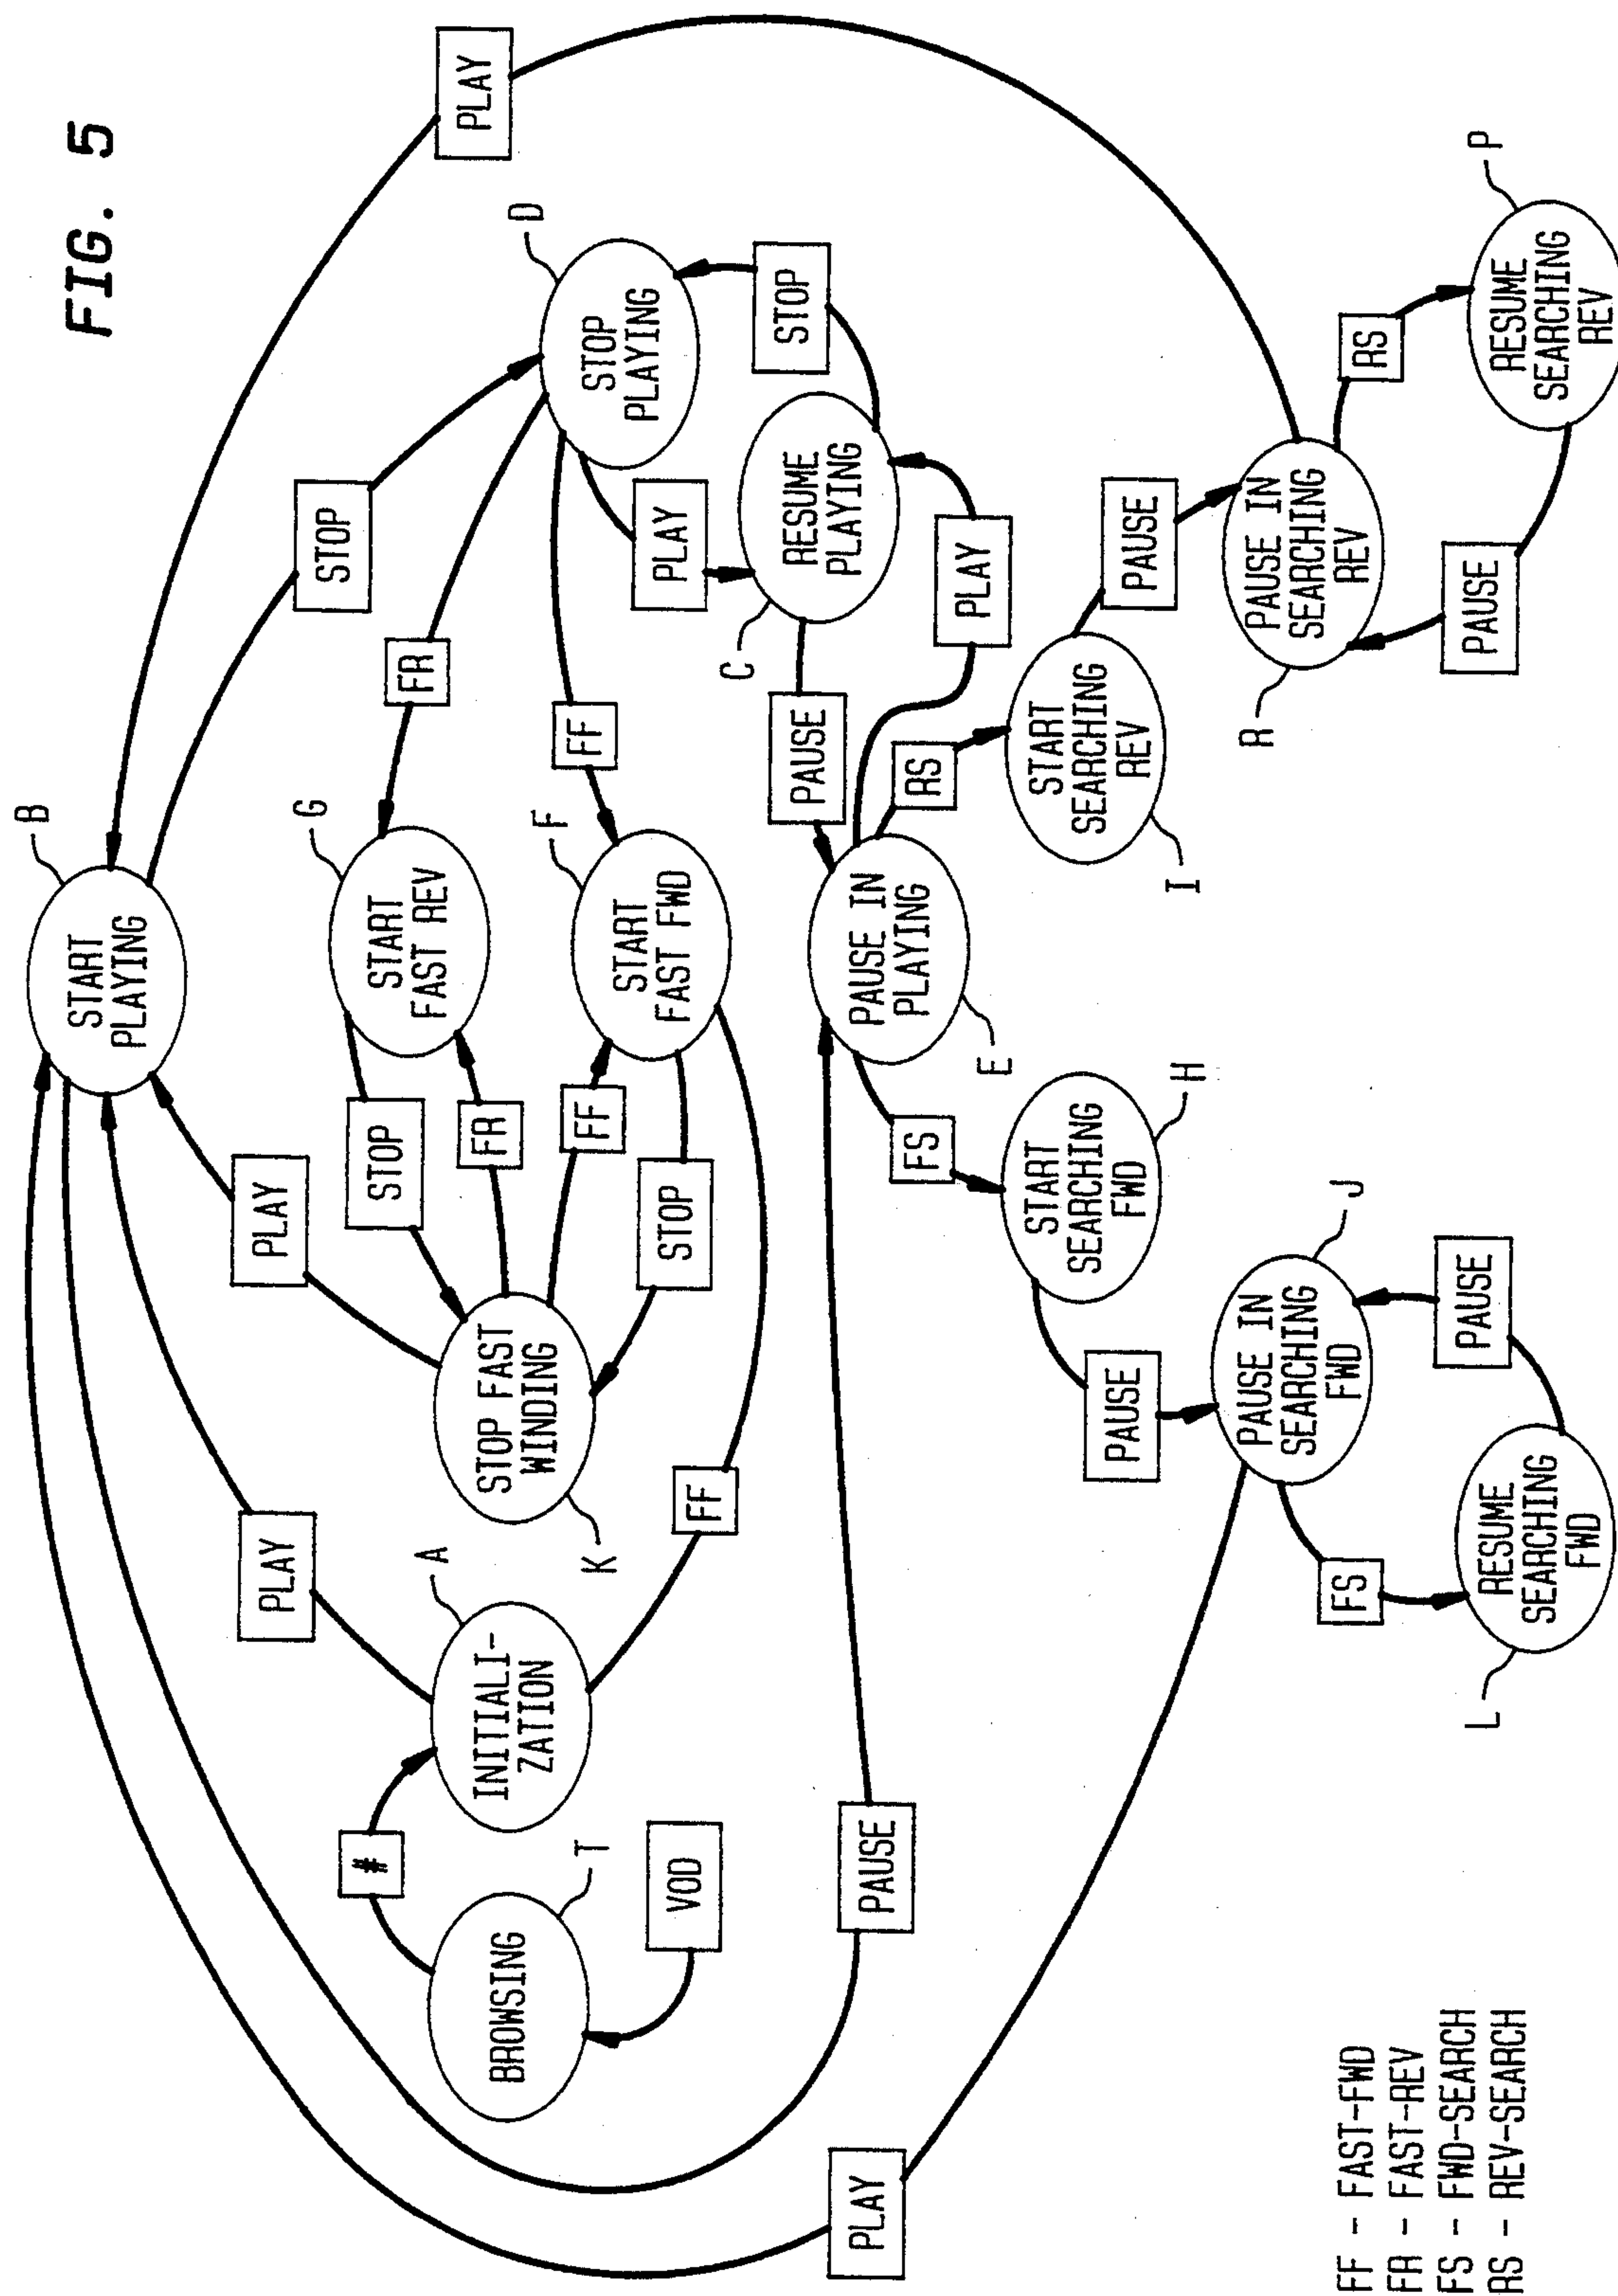 FIG. 5
B
START
PLAYING
PLAY
PLAY
PLAY
STOP
G
START
FAST REV
STOP
FR
FR
D
STOP
PLAYING
#
A
INITIALI-
ZATION
K
STOP FAST
WINDING
FF
FF
F
START
FAST FWD
STOP
FF
PLAY
STOP
T
BROWSING
VOD
C
RESUME
PLAYING
PAUSE
PLAY
PLAY
PAUSE
E
PAUSE IN
PLAYING
FS
RS
H
START
SEARCHING
FWD
I
START
SEARCHING
REV
PAUSE
PAUSE
J
PAUSE IN
SEARCHING
FWD
R
PAUSE IN
SEARCHING
REV
FS
PAUSE
PAUSE
RS
L
RESUME
SEARCHING
FWD
P
RESUME
SEARCHING
REV
FF - FAST-FWD
FR - FAST-REV
FS - FWD-SEARCH
RS - REV-SEARCH